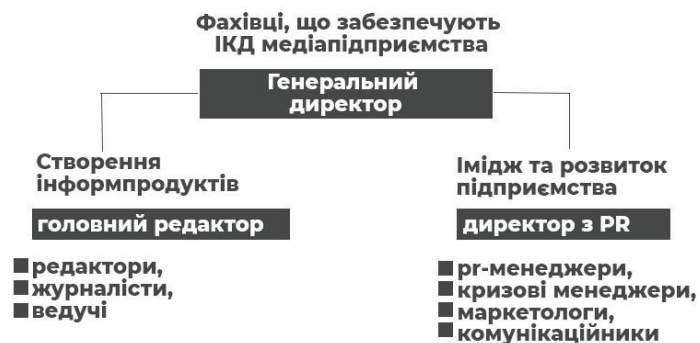 Фахівці, що забезпечують
ІКД медіапідприємства
Генеральний
директор
Створення
інформпродуктів
головний редактор
редактори,
журналісти,
ведучі
Імідж та розвиток
підприємства
директор з PR
pr-менеджери,
кризові менеджери,
маркетологи,
комунікаційники